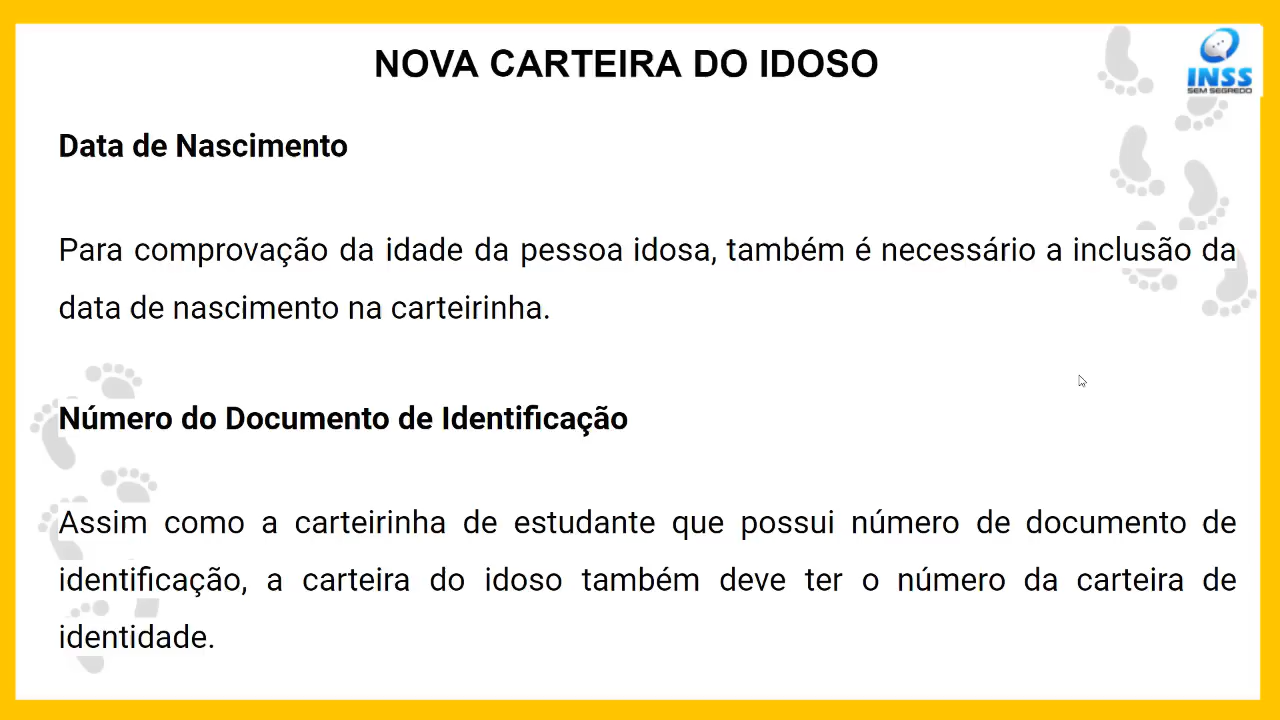 NOVA CARTEIRA DO IDOSO
INSS
SEM SEGREDO
Data de Nascimento
Para comprovação da idade da pessoa idosa, também é necessário a inclusão da
data de nascimento na carteirinha.
Número do Documento de Identificação
Assim como a carteirinha de estudante que possui número de documento de
identificação, a carteira do idoso também deve ter o número da carteira de
identidade.